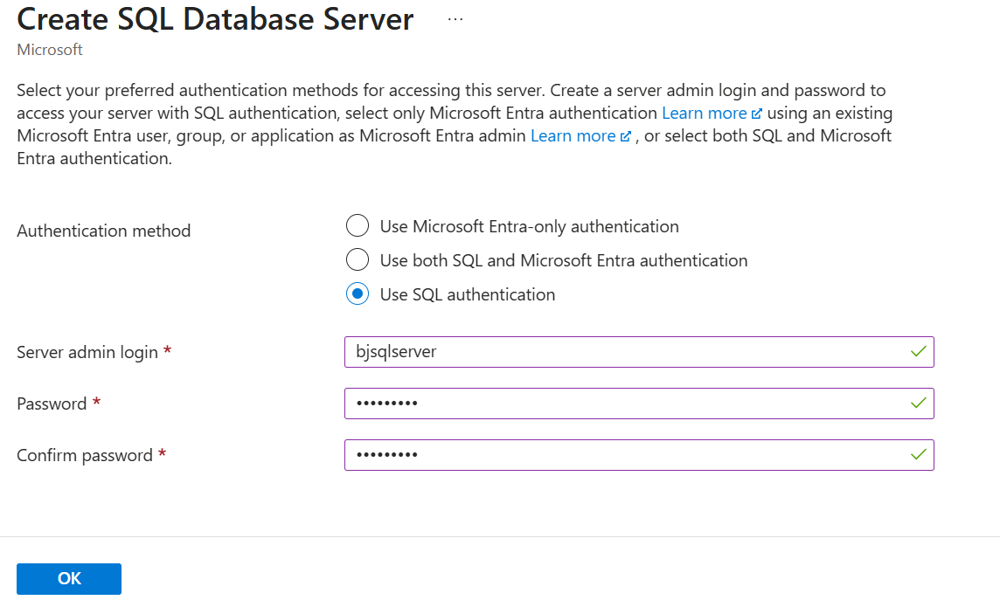 Create SQL Database Server ...
Microsoft
Select your preferred authentication methods for accessing this server. Create a server admin login and password to
access your server with SQL authentication, select only Microsoft Entra authentication Learn more using an existing
Microsoft Entra user, group, or application as Microsoft Entra admin Learn more , or select both SQL and Microsoft
Entra authentication.
Authentication method
Use Microsoft Entra-only authentication
Use both SQL and Microsoft Entra authentication
Use SQL authentication
Server admin login *
bjsqlserver
Password *
•••••••••
Confirm password *
•••••••••
OK